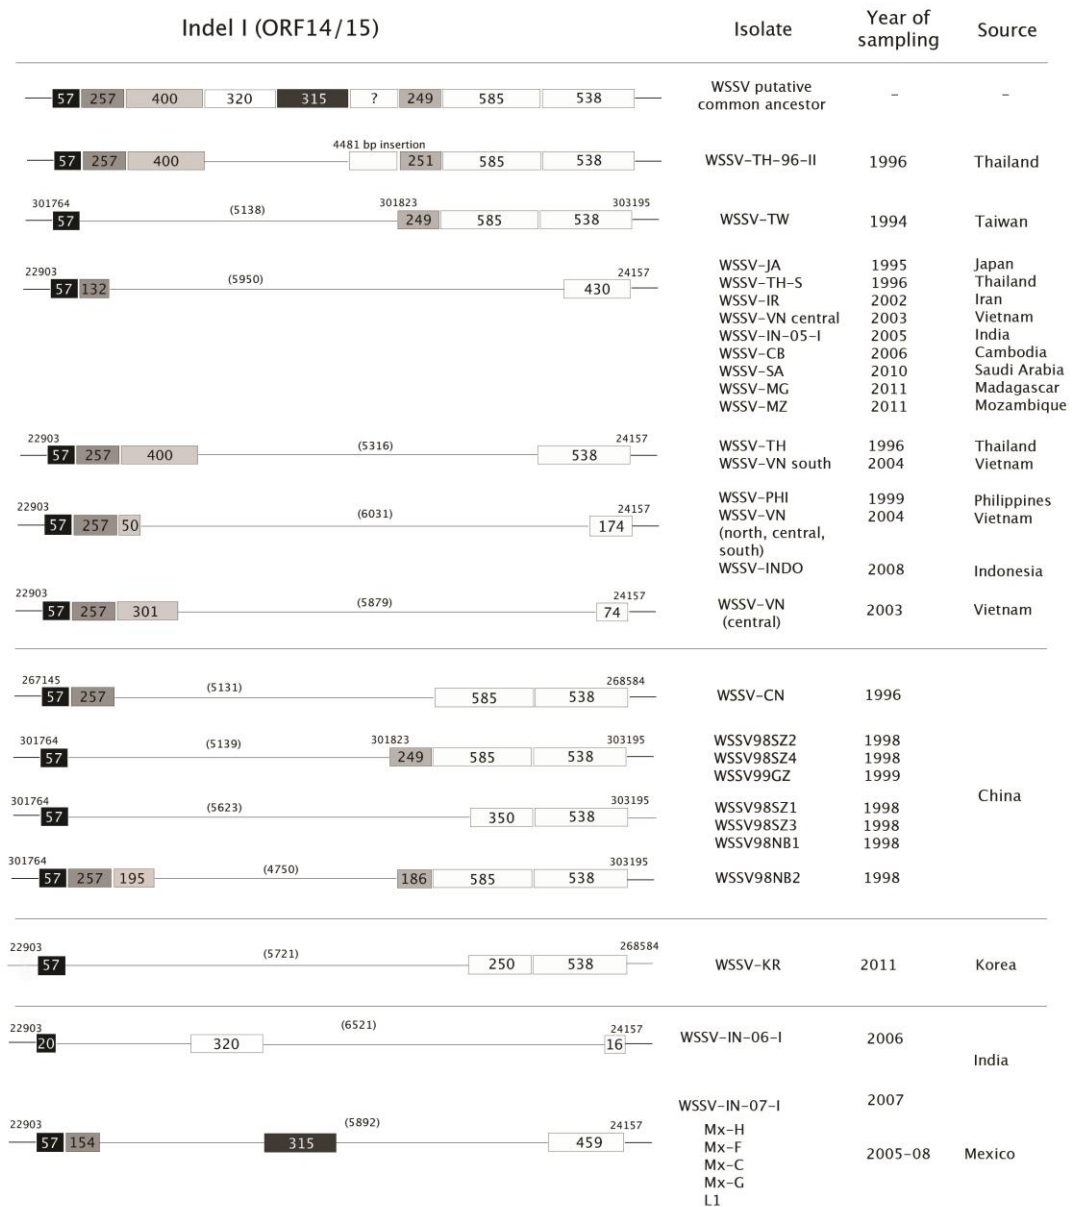 Indel I (ORF14/15) Isolate Year of sampling Source
57 257 400 320 315 ? 249 585 538 WSSV putative common ancestor – –
4481 bp insertion
57 257 400 251 585 538 WSSV-TH-96-II 1996 Thailand
301764 (5138) 301823 303195
57 249 585 538 WSSV-TW 1994 Taiwan
22903 (5950) 24157
57 132 430
WSSV-JA 1995 Japan
WSSV-TH-S 1996 Thailand
WSSV-IR 2002 Iran
WSSV-VN central 2003 Vietnam
WSSV-IN-05-I 2005 India
WSSV-CB 2006 Cambodia
WSSV-SA 2010 Saudi Arabia
WSSV-MG 2011 Madagascar
WSSV-MZ 2011 Mozambique
22903 (5316) 24157
57 257 400 538
WSSV-TH 1996 Thailand
WSSV-VN south 2004 Vietnam
22903 (6031) 24157
57 257 50 174
WSSV-PHI 1999 Philippines
WSSV-VN 2004 Vietnam
(north, central,
south)
WSSV-INDO 2008 Indonesia
22903 (5879) 24157
57 257 301 74
WSSV-VN 2003 Vietnam
(central)
267145 (5131) 268584
57 257 585 538 WSSV-CN 1996
301764 (5139) 301823 303195
57 249 585 538
WSSV98SZ2 1998
WSSV98SZ4 1998
WSSV99GZ 1999
China
301764 (5623) 303195
57 350 538
WSSV98SZ1 1998
WSSV98SZ3 1998
WSSV98NB1 1998
301764 (4750) 303195
57 257 195 186 585 538 WSSV98NB2 1998
22903 (5721) 268584
57 250 538 WSSV-KR 2011 Korea
22903 (6521) 24157
20 320 16 WSSV-IN-06-I 2006
India
WSSV-IN-07-I 2007
22903 (5892) 24157
57 154 315 459
Mx-H
Mx-F
Mx-C 2005-08 Mexico
Mx-G
L1